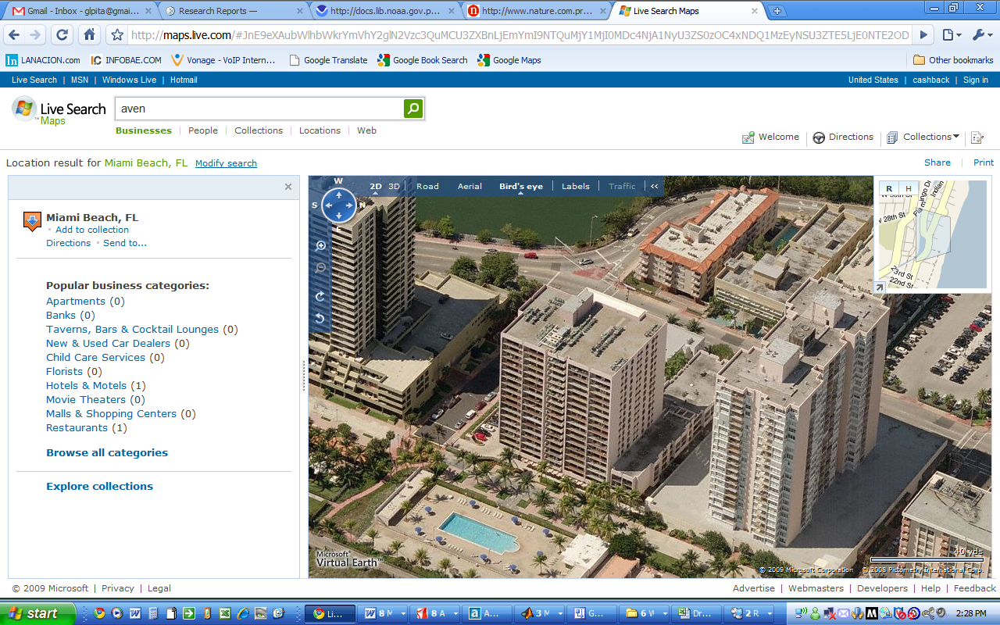 Gmail - Inbox - glpita@gmai...
Research Reports —
http://docs.lib.noaa.gov.p...
http://www.nature.com.pr...
Live Search Maps
http://maps.live.com/#JnE9eXAubWlhbWkrYmVhY2glN2Vzc3QuMCU3ZXBnLjEmYmI9NTQuMjY1MjI0MDc4NjA1NyU3ZS0zOC4xNDQ1MzEyNSU3ZTE5LjE0NTE2OD
LANACION.com
INFOBAE.COM
Vonage - VoIP Intern...
Google Translate
Google Book Search
Google Maps
Other bookmarks
Live Search | MSN | Windows Live | Hotmail
United States | cashback | Sign in
Live Search
Maps
aven
Businesses | People | Collections | Locations | Web
Welcome
Directions
Collections
Location result for Miami Beach, FL Modify search
Share | Print
Miami Beach, FL
Add to collection
Directions • Send to...
Popular business categories:
Apartments (0)
Banks (0)
Taverns, Bars & Cocktail Lounges (0)
New & Used Car Dealers (0)
Child Care Services (0)
Florists (0)
Hotels & Motels (1)
Movie Theaters (0)
Malls & Shopping Centers (0)
Restaurants (1)
Browse all categories
Explore collections
W
S
N
2D 3D | Road Aerial Bird's eye | Labels | Traffic | <<
R H
W 28th St
Flamingo Dr
Indian
23rd St
22nd St
Microsoft®
Virtual Earth™
40 yds
© 2009 Microsoft Corporation © 2008 Pictometry International Corp.
© 2009 Microsoft | Privacy | Legal
Advertise | Webmasters | Developers | Help | Feedback
start
Li...
8 M
8 A
A...
3 M
G...
6 V
Dr...
2 R
2:28 PM